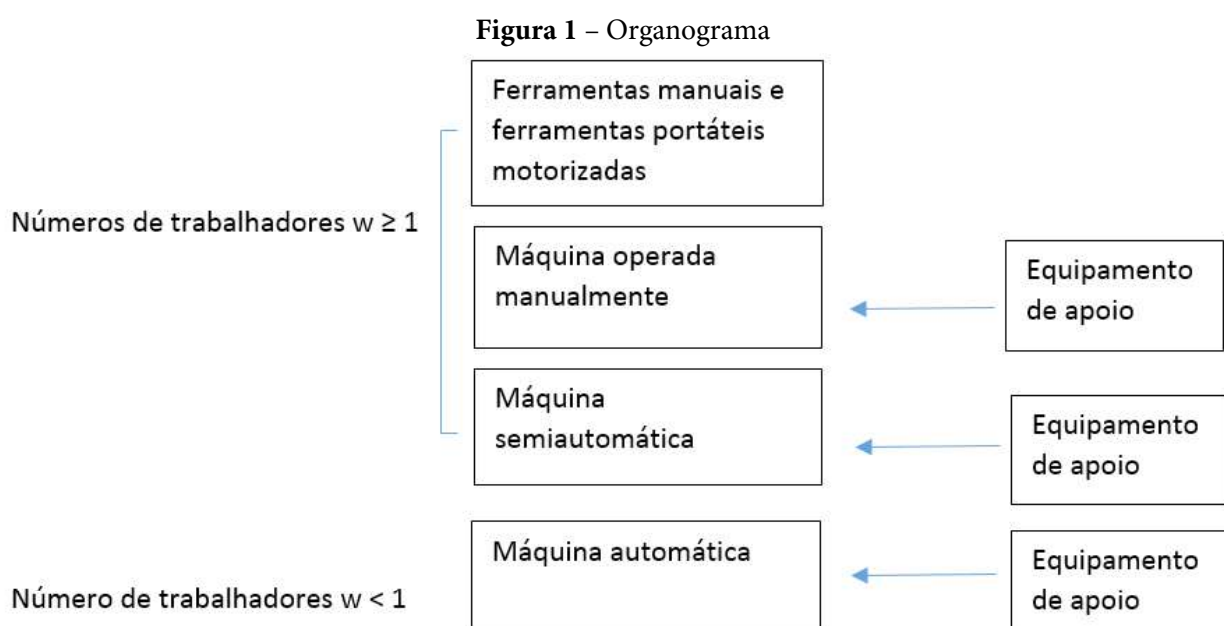 Figura 1 – Organograma
Ferramentas manuais e
ferramentas portáteis
motorizadas
Números de trabalhadores w ≥ 1
Máquina operada
manualmente
Equipamento
de apoio
Máquina
semiautomática
Equipamento
de apoio
Máquina automática
Equipamento
de apoio
Número de trabalhadores w < 1